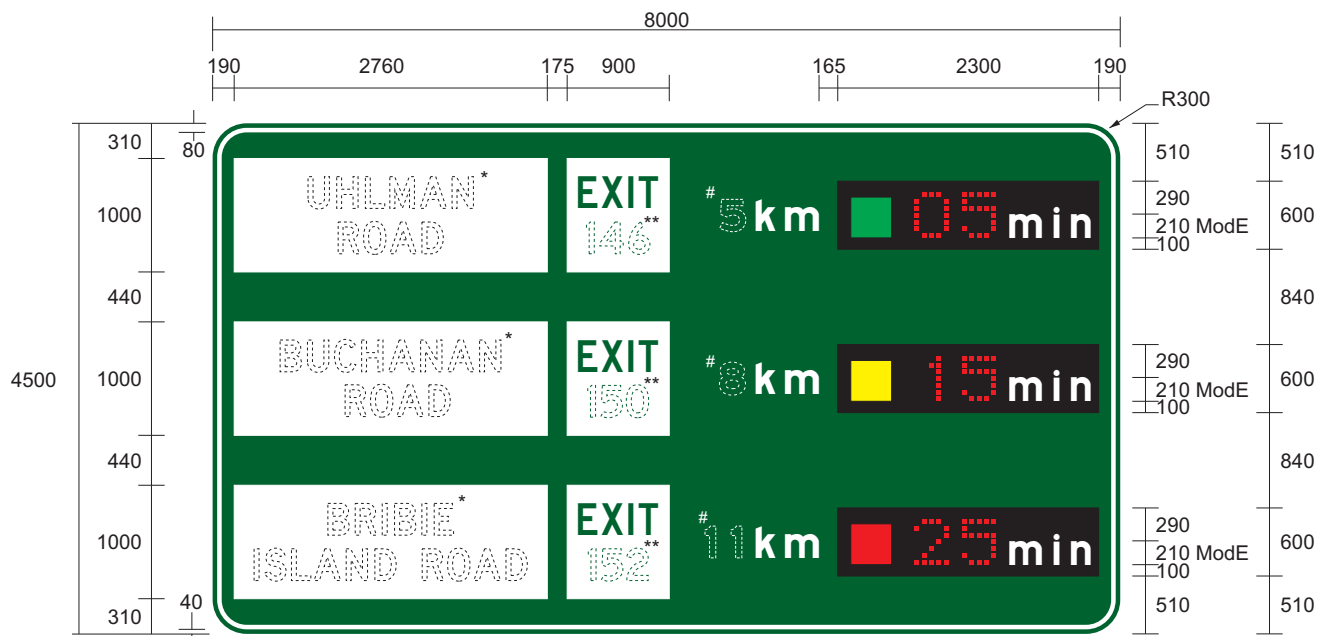 8000
190 2760 175 900 165 2300 190
R300
310 80 510 510
UHLMAN*
ROAD
EXIT
146**
#5km
05min
1000 290 600
210 ModE
100
440 840
BUCHANAN*
ROAD
EXIT
150**
#8km
15min
4500 1000 290 600
210 ModE
100
440 840
BRIBIE*
ISLAND ROAD
EXIT
152**
#11km
25min
1000 290 600
210 ModE
100
40
310 510 510